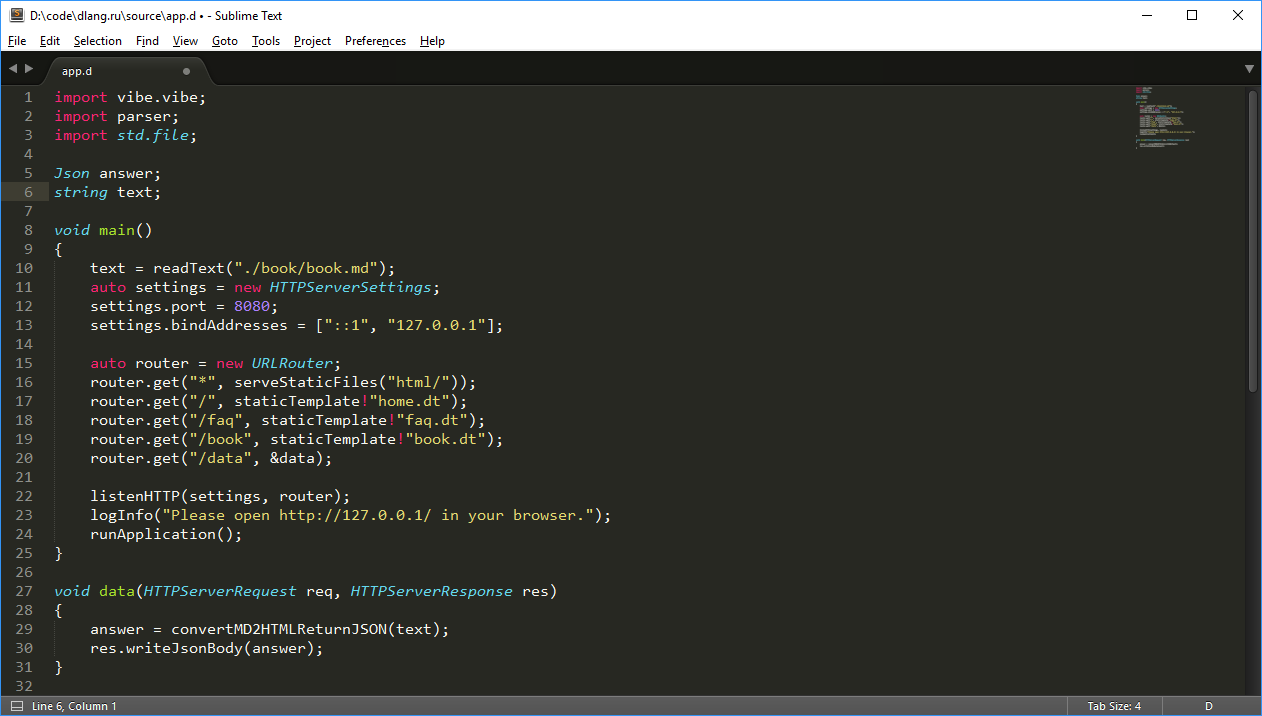 D:\code\dlang.ru\source\app.d • - Sublime Text
File Edit Selection Find View Goto Tools Project Preferences Help
app.d
1 import vibe.vibe;
2 import parser;
3 import std.file;
4
5 Json answer;
6 string text;
7
8 void main()
9 {
10     text = readText("./book/book.md");
11     auto settings = new HTTPServerSettings;
12     settings.port = 8080;
13     settings.bindAddresses = ["::1", "127.0.0.1"];
14
15     auto router = new URLRouter;
16     router.get("*", serveStaticFiles("html/"));
17     router.get("/", staticTemplate!"home.dt");
18     router.get("/faq", staticTemplate!"faq.dt");
19     router.get("/book", staticTemplate!"book.dt");
20     router.get("/data", &data);
21
22     listenHTTP(settings, router);
23     logInfo("Please open http://127.0.0.1/ in your browser.");
24     runApplication();
25 }
26
27 void data(HTTPServerRequest req, HTTPServerResponse res)
28 {
29     answer = convertMD2HTMLReturnJSON(text);
30     res.writeJsonBody(answer);
31 }
32
Line 6, Column 1 Tab Size: 4 D